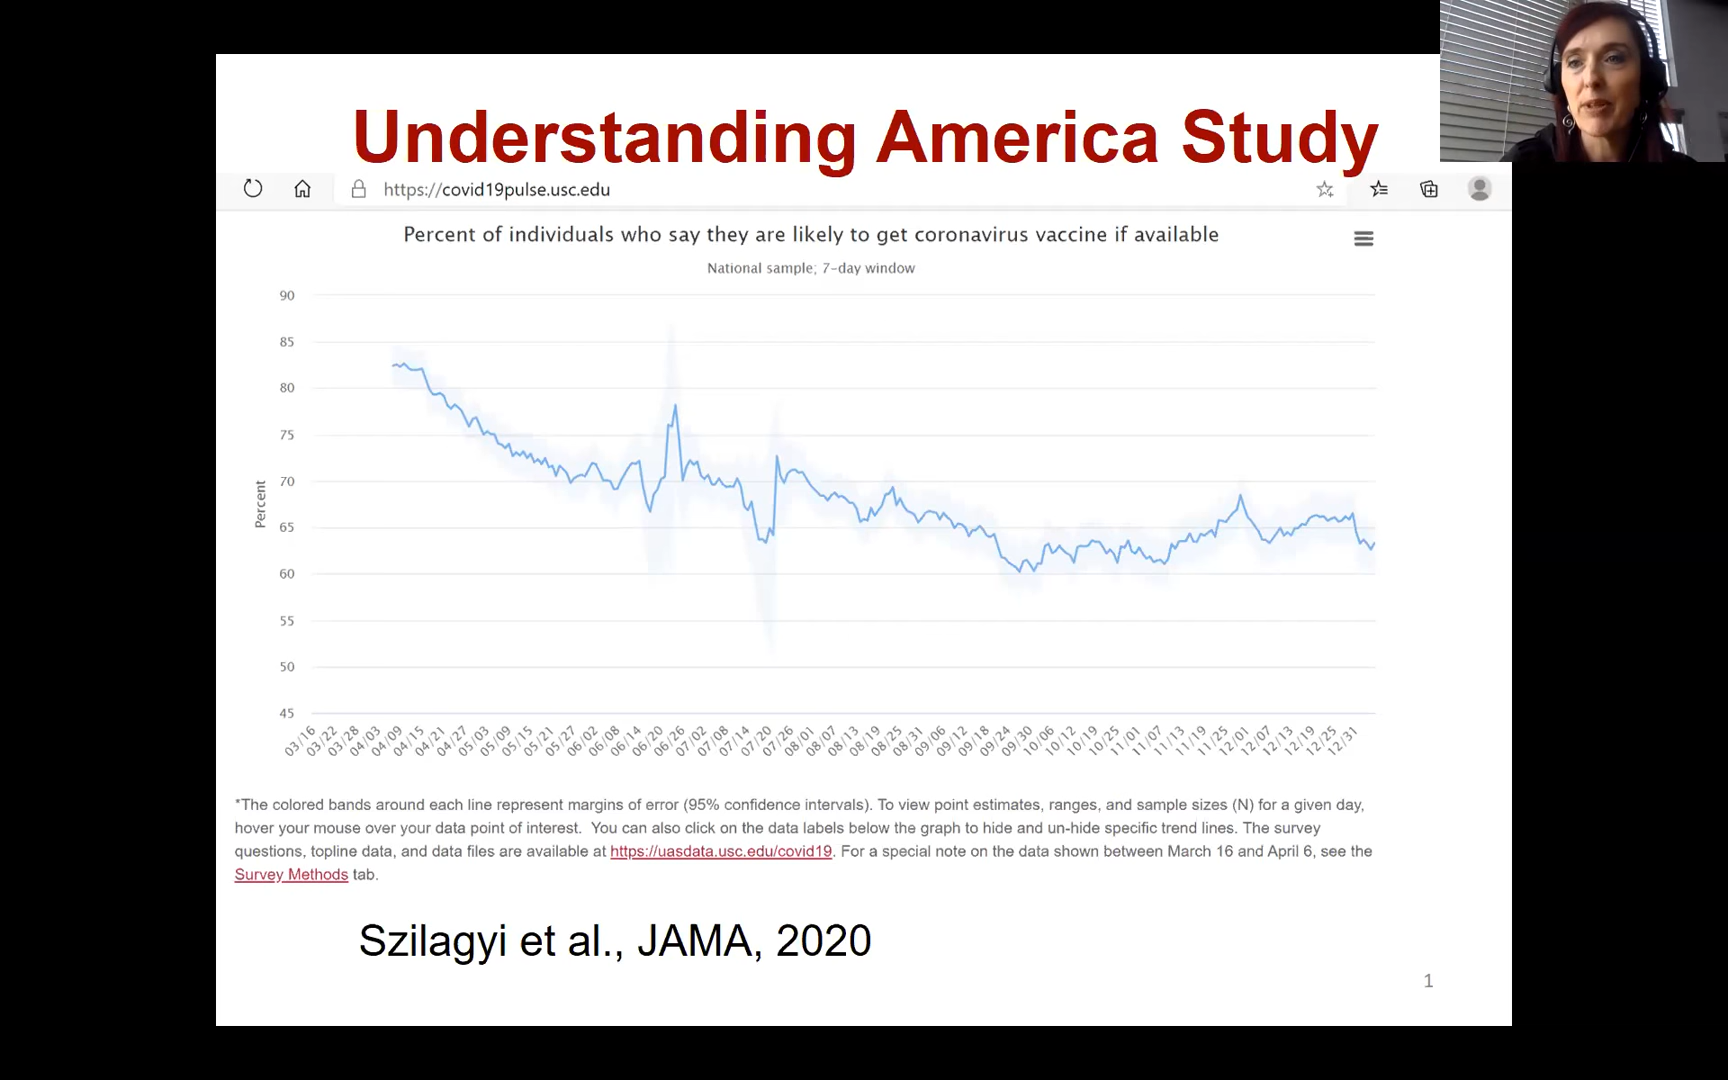 Understanding America Study
https://covid19pulse.usc.edu
Percent of individuals who say they are likely to get coronavirus vaccine if available
National sample; 7-day window
90
85
80
75
70
65
60
55
50
45
Percent
03/16 03/22 03/28 04/03 04/09 04/15 04/21 04/27 05/03 05/09 05/15 05/21 05/27 06/02 06/08 06/14 06/20 06/26 07/02 07/08 07/14 07/20 07/26 08/01 08/07 08/13 08/19 08/25 08/31 09/06 09/12 09/18 09/24 09/30 10/06 10/12 10/19 10/25 11/01 11/07 11/13 11/19 11/25 12/01 12/07 12/13 12/19 12/25 12/31
*The colored bands around each line represent margins of error (95% confidence intervals). To view point estimates, ranges, and sample sizes (N) for a given day,
hover your mouse over your data point of interest. You can also click on the data labels below the graph to hide and un-hide specific trend lines. The survey
questions, topline data, and data files are available at https://uasdata.usc.edu/covid19. For a special note on the data shown between March 16 and April 6, see the
Survey Methods tab.
Szilagyi et al., JAMA, 2020
1